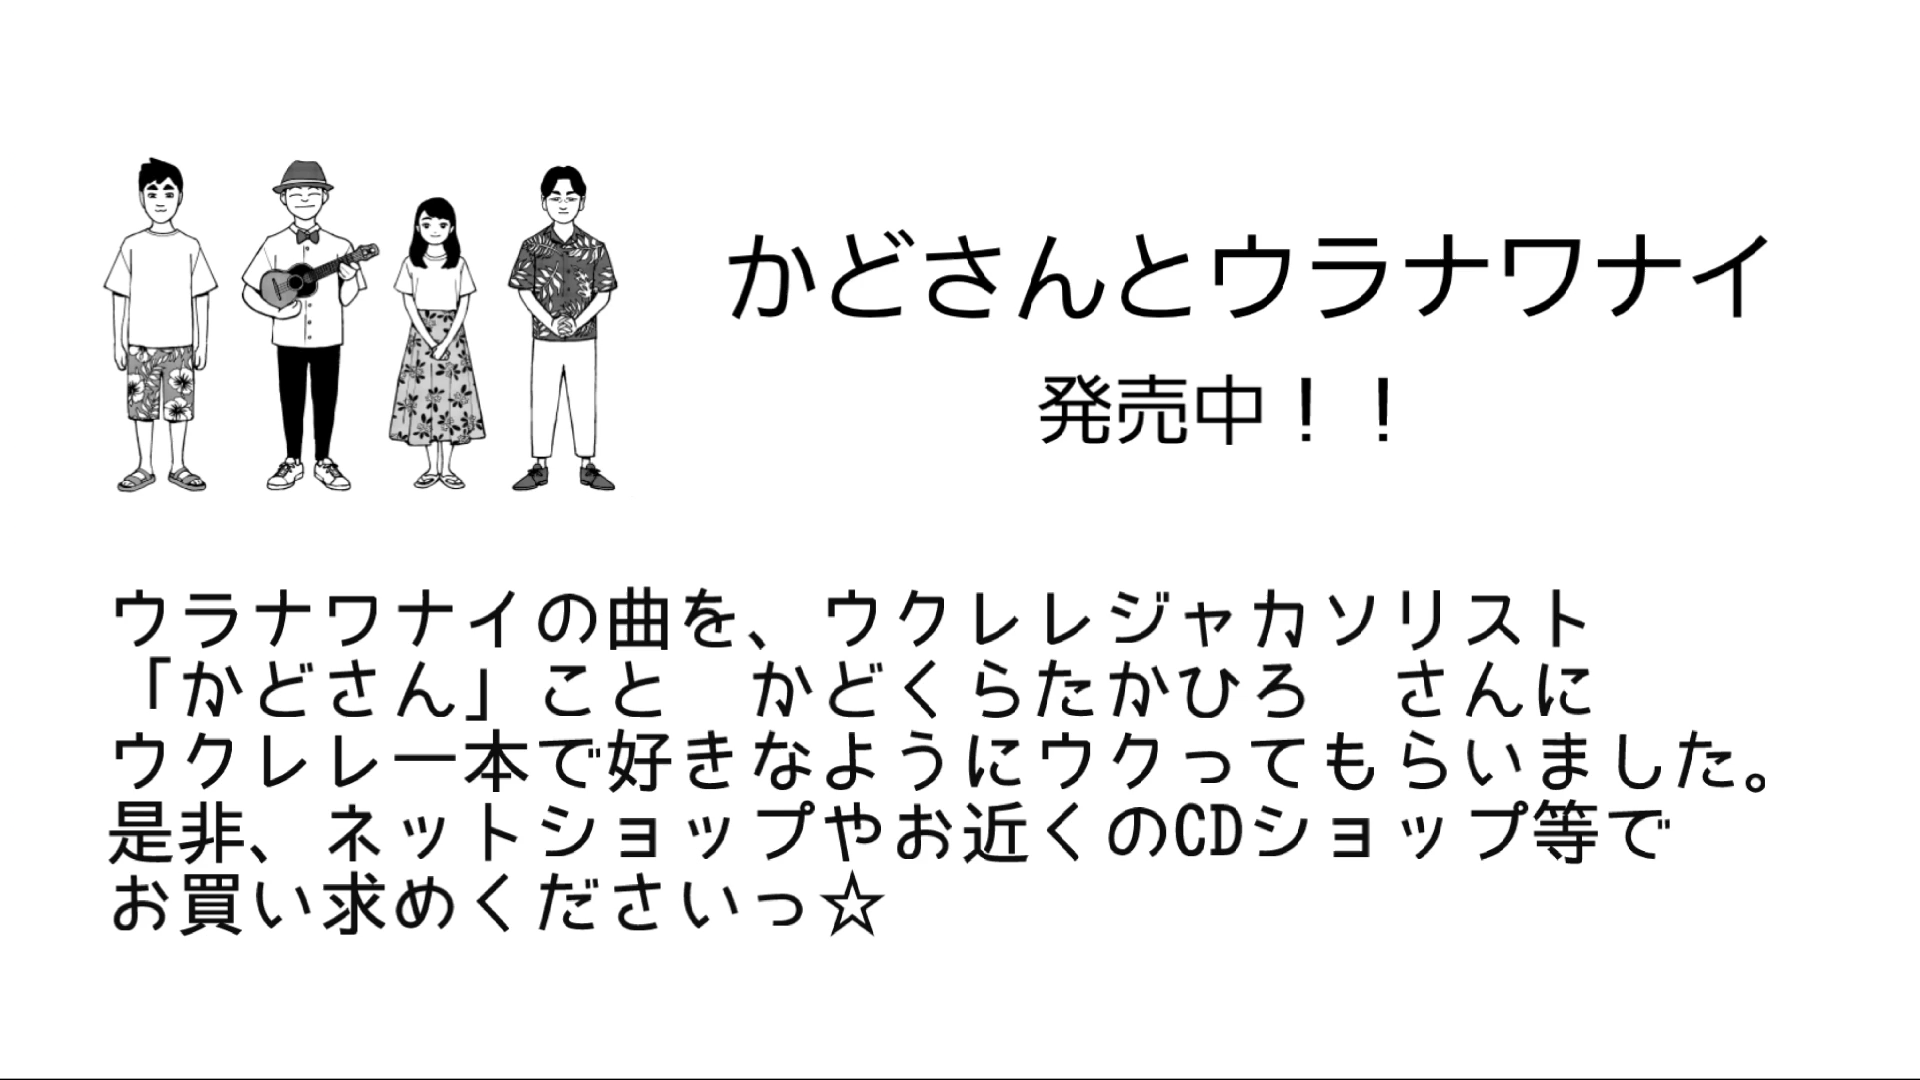 かどさんとウラナワナイ
発売中！！
ウラナワナイの曲を、ウクレレジャカソリスト
「かどさん」こと　かどくらたかひろ　さんに
ウクレレ一本で好きなようにウクってもらいました。
是非、ネットショップやお近くのCDショップ等で
お買い求めくださいっ☆